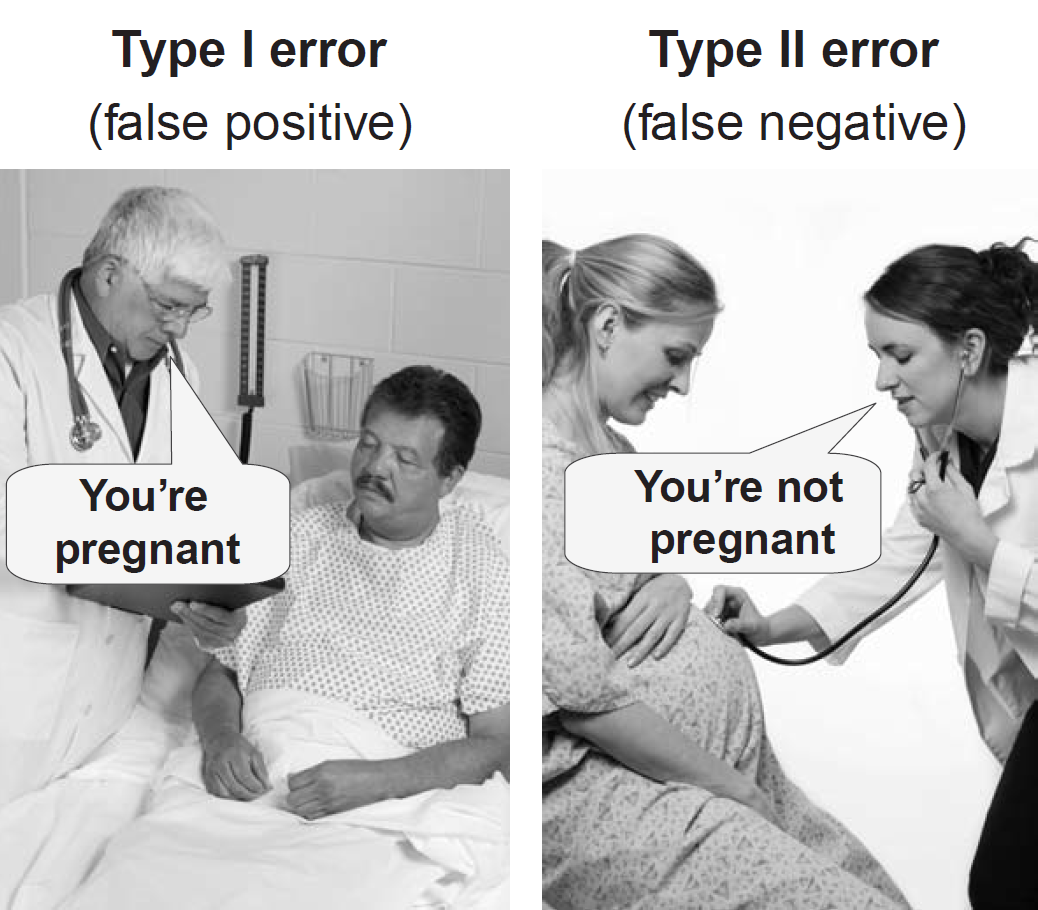 Type I error
(false positive)
You’re
pregnant
Type II error
(false negative)
You’re not
pregnant